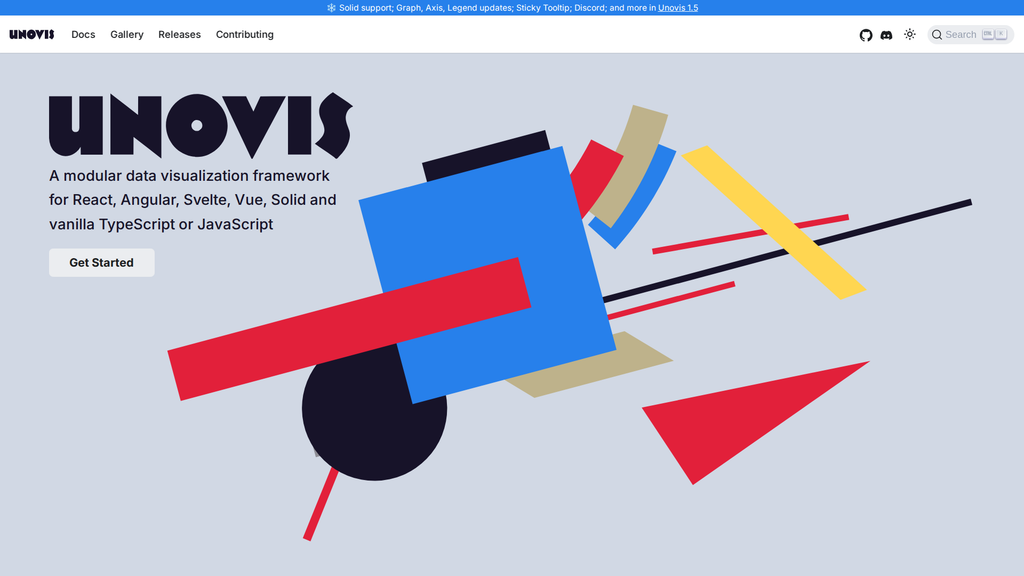 🕸 Solid support; Graph, Axis, Legend updates; Sticky Tooltip; Discord; and more in Unovis 1.5
UNOVIS Docs Gallery Releases Contributing Search
UNOVIS
A modular data visualization framework
for React, Angular, Svelte, Vue, Solid and
vanilla TypeScript or JavaScript
Get Started